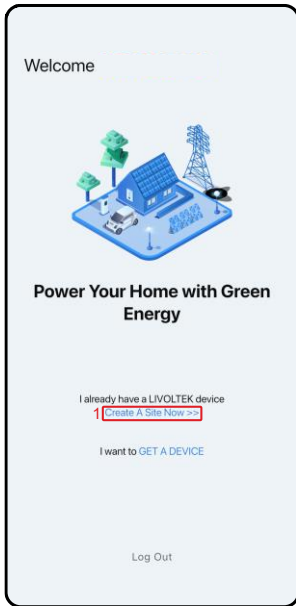 Welcome
Power Your Home with Green
Energy
I already have a LIVOLTEK device
1 Create A Site Now >>
I want to GET A DEVICE
Log Out